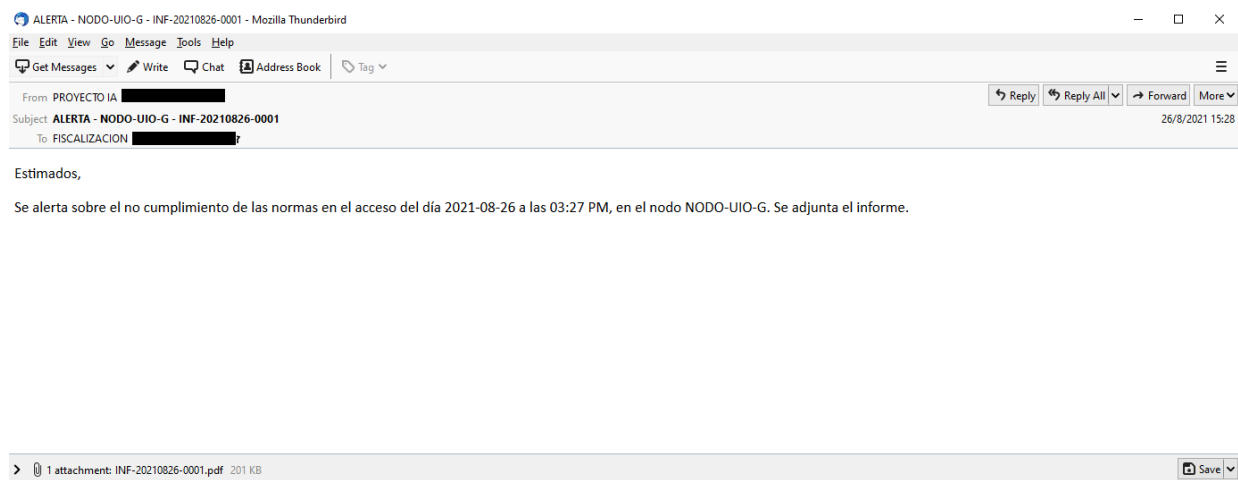 ALERTA - NODO-UIO-G - INF-20210826-0001 - Mozilla Thunderbird
File Edit View Go Message Tools Help
Get Messages Write Chat Address Book Tag
From PROYECTO IA Reply Reply All Forward More
Subject ALERTA - NODO-UIO-G - INF-20210826-0001 26/8/2021 15:28
To FISCALIZACION
Estimados,
Se alerta sobre el no cumplimiento de las normas en el acceso del día 2021-08-26 a las 03:27 PM, en el nodo NODO-UIO-G. Se adjunta el informe.
1 attachment: INF-20210826-0001.pdf 201 KB Save